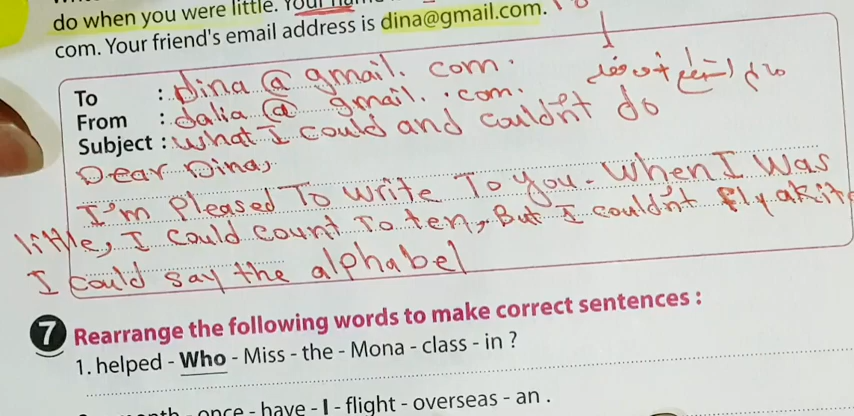 do when you were little. Your
com. Your friend's email address is dina@gmail.com.
To : Dina @ gmail. com.
From : dalia @ gmail. .com.
Subject : What I could and couldn't do
Dear Dina,
I'm pleased To write To you. When I was
little, I could count To ten, But I couldn't fly a kite
I could say the alphabel
7 Rearrange the following words to make correct sentences :
1. helped - Who - Miss - the - Mona - class - in ?
once - have - I - flight - overseas - an .